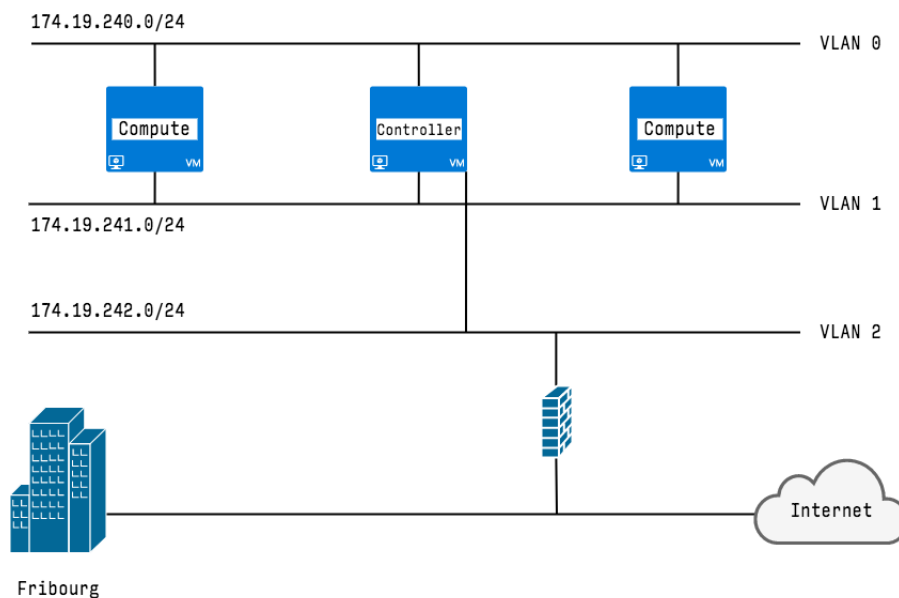 174.19.240.0/24
VLAN 0
Compute
VM
Controller
VM
Compute
VM
VLAN 1
174.19.241.0/24
174.19.242.0/24
VLAN 2
Internet
Fribourg